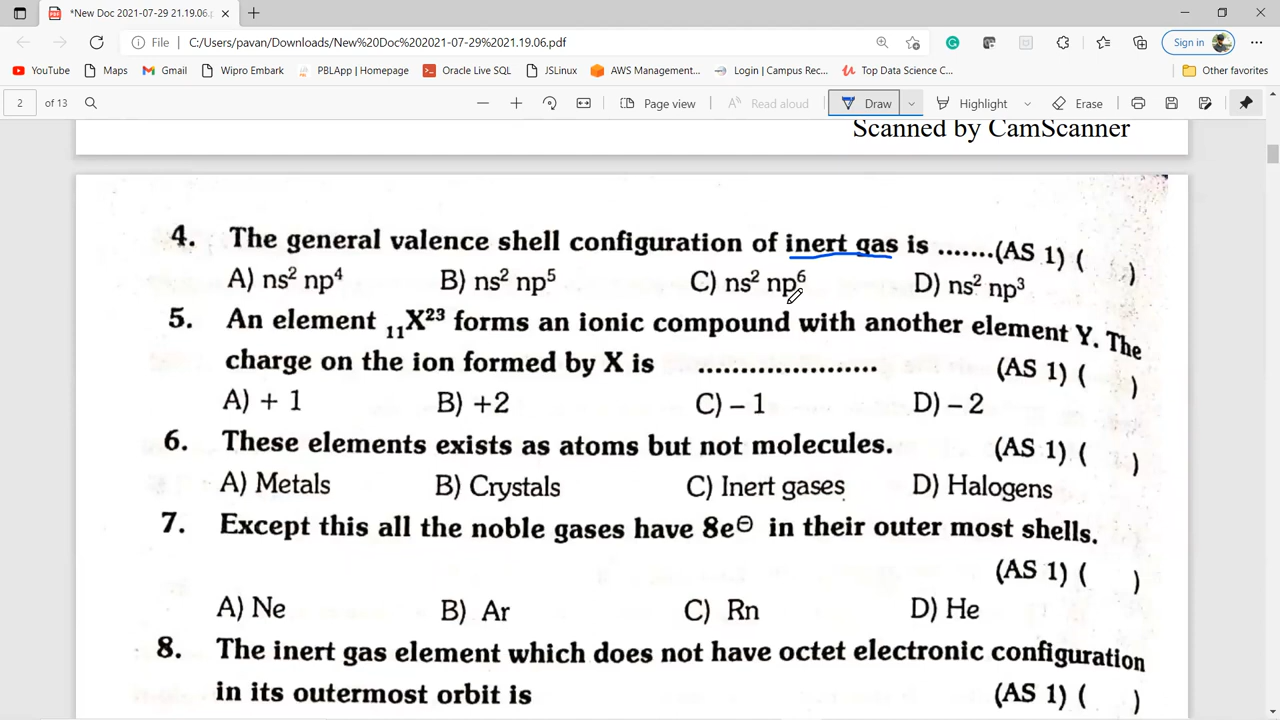 *New Doc 2021-07-29 21.19.06.p
File C:/Users/pavan/Downloads/New%20Doc%202021-07-29%2021.19.06.pdf Sign in
YouTube Maps Gmail Wipro Embark PBLApp | Homepage Oracle Live SQL JSLinux AWS Management... Login | Campus Rec... Top Data Science C... Other favorites
2 of 13 Page view Read aloud Draw Highlight Erase
Scanned by CamScanner
4. The general valence shell configuration of inert gas is .......(AS 1) ( )
A) ns² np⁴ B) ns² np⁵ C) ns² np⁶ D) ns² np³
5. An element ₁₁X²³ forms an ionic compound with another element Y. The
charge on the ion formed by X is ..................... (AS 1) ( )
A) + 1 B) +2 C) – 1 D) – 2
6. These elements exists as atoms but not molecules. (AS 1) ( )
A) Metals B) Crystals C) Inert gases D) Halogens
7. Except this all the noble gases have 8e⊖ in their outer most shells.
(AS 1) ( )
A) Ne B) Ar C) Rn D) He
8. The inert gas element which does not have octet electronic configuration
in its outermost orbit is (AS 1) ( )